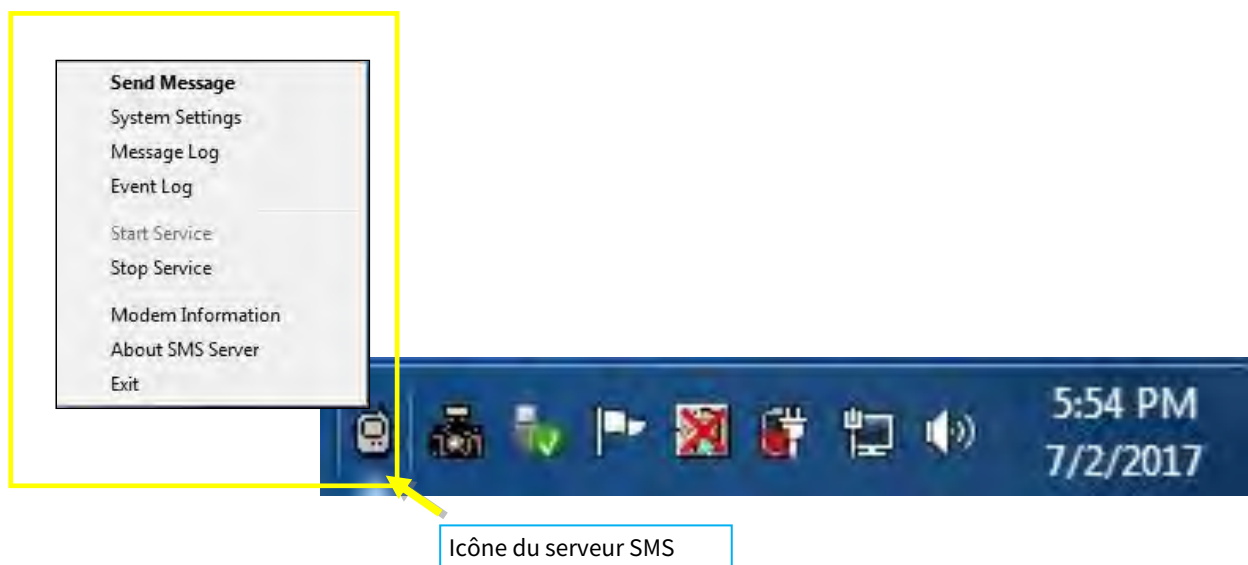 Send Message
System Settings
Message Log
Event Log
Start Service
Stop Service
Modem Information
About SMS Server
Exit
5:54 PM
7/2/2017
Icône du serveur SMS